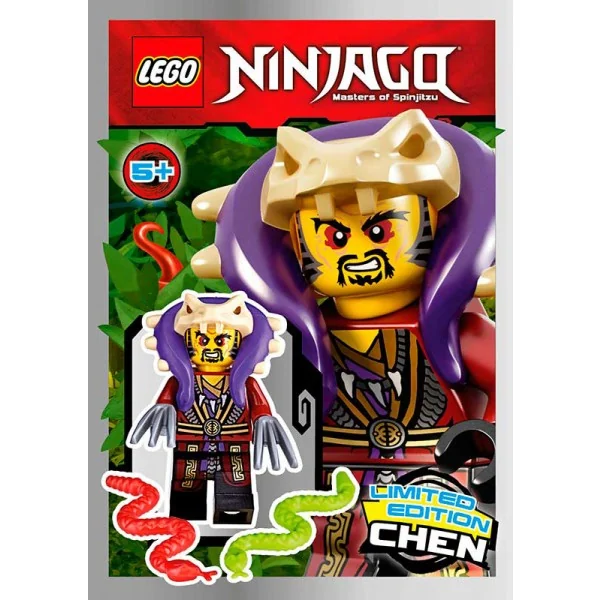 LEGO NINJAGO
Masters of Spinjitzu
5+
LIMITED
EDITION
CHEN